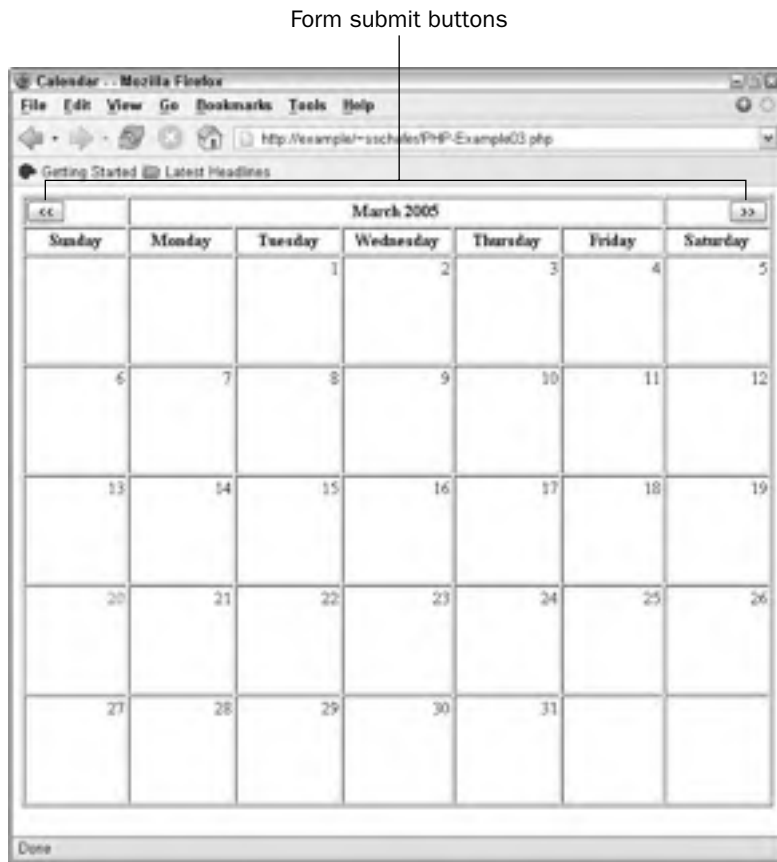 Form submit buttons
Calendar . . Mozilla Firefox
File Edit View Go Bookmarks Tools Help
Getting Started Latest Headlines
<< March 2005 >>
Sunday Monday Tuesday Wednesday Thursday Friday Saturday
1 2 3 4 5
6 7 8 9 10 11 12
13 14 15 16 17 18 19
20 21 22 23 24 25 26
27 28 29 30 31
Done